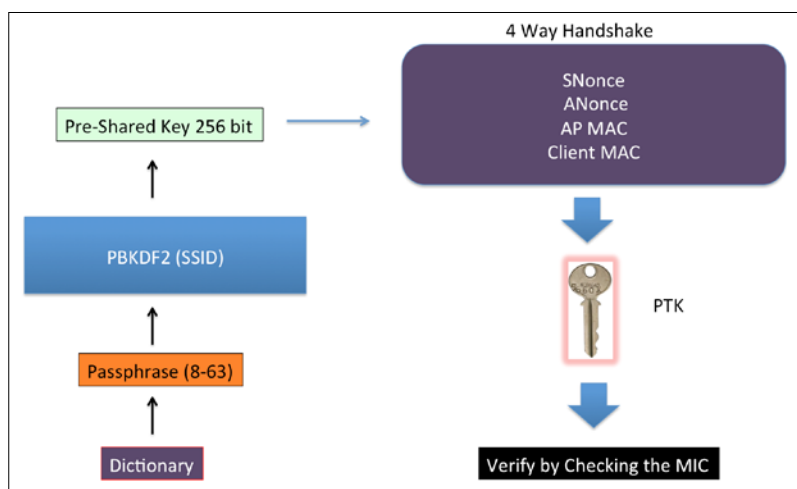 4 Way Handshake
SNonce
ANonce
AP MAC
Client MAC
Pre-Shared Key 256 bit
PBKDF2 (SSID)
PTK
Passphrase (8-63)
Dictionary
Verify by Checking the MIC